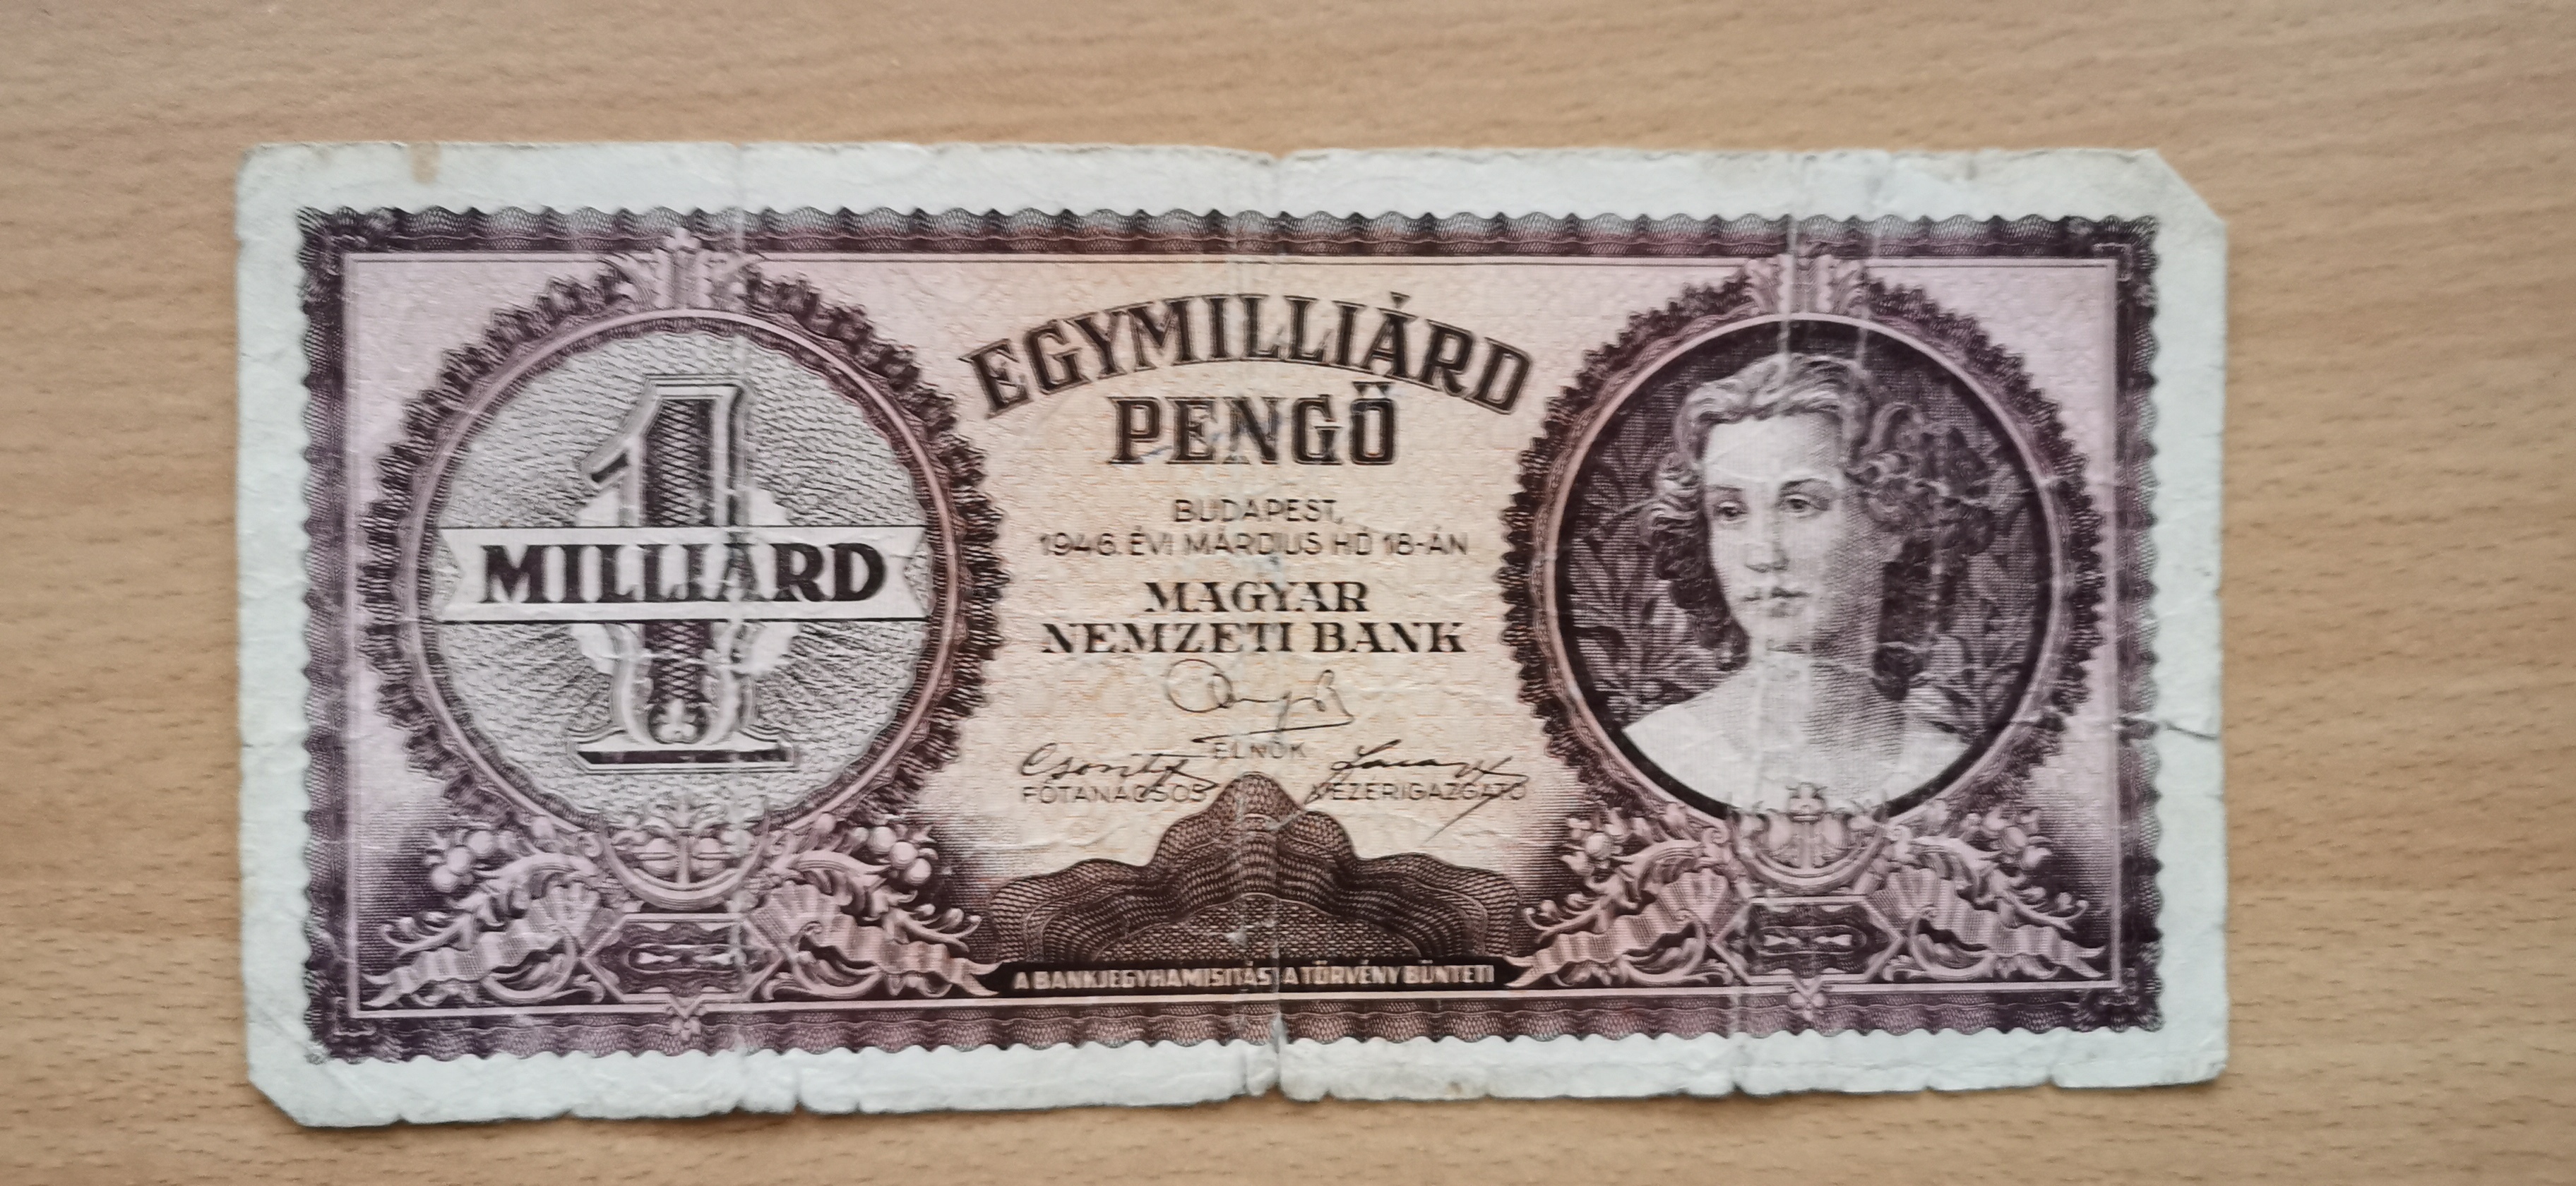 1
MILLIÁRD
EGYMILLIÁRD
PENGŐ
BUDAPEST,
1946. ÉVI MÁRCIUS HÓ 18-ÁN
MAGYAR
NEMZETI BANK
ELNÖK
FŐTANÁCSOS VEZÉRIGAZGATÓ
A BANKJEGYHAMISITÁST A TÖRVÉNY BÜNTETI